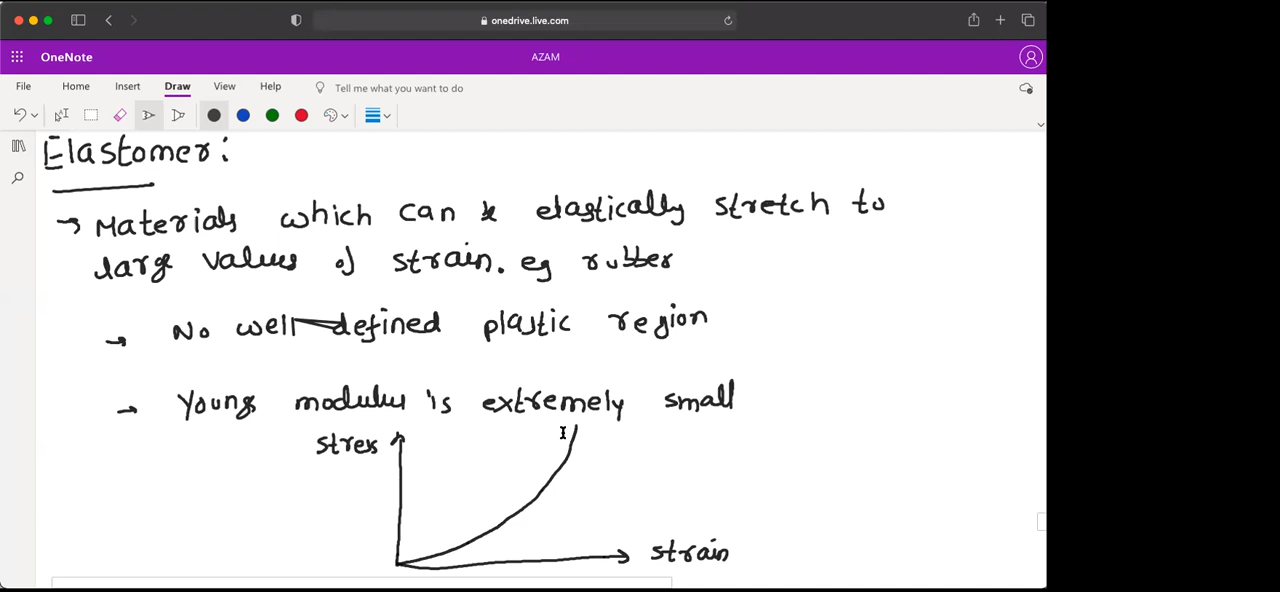 onedrive.live.com
OneNote
AZAM
File Home Insert Draw View Help Tell me what you want to do
Elastomer:
→ Materials which can elastically stretch to
large values of strain. eg rubber
→ No well-defined plastic region
→ Youngs modulus is extremely small
stress
strain